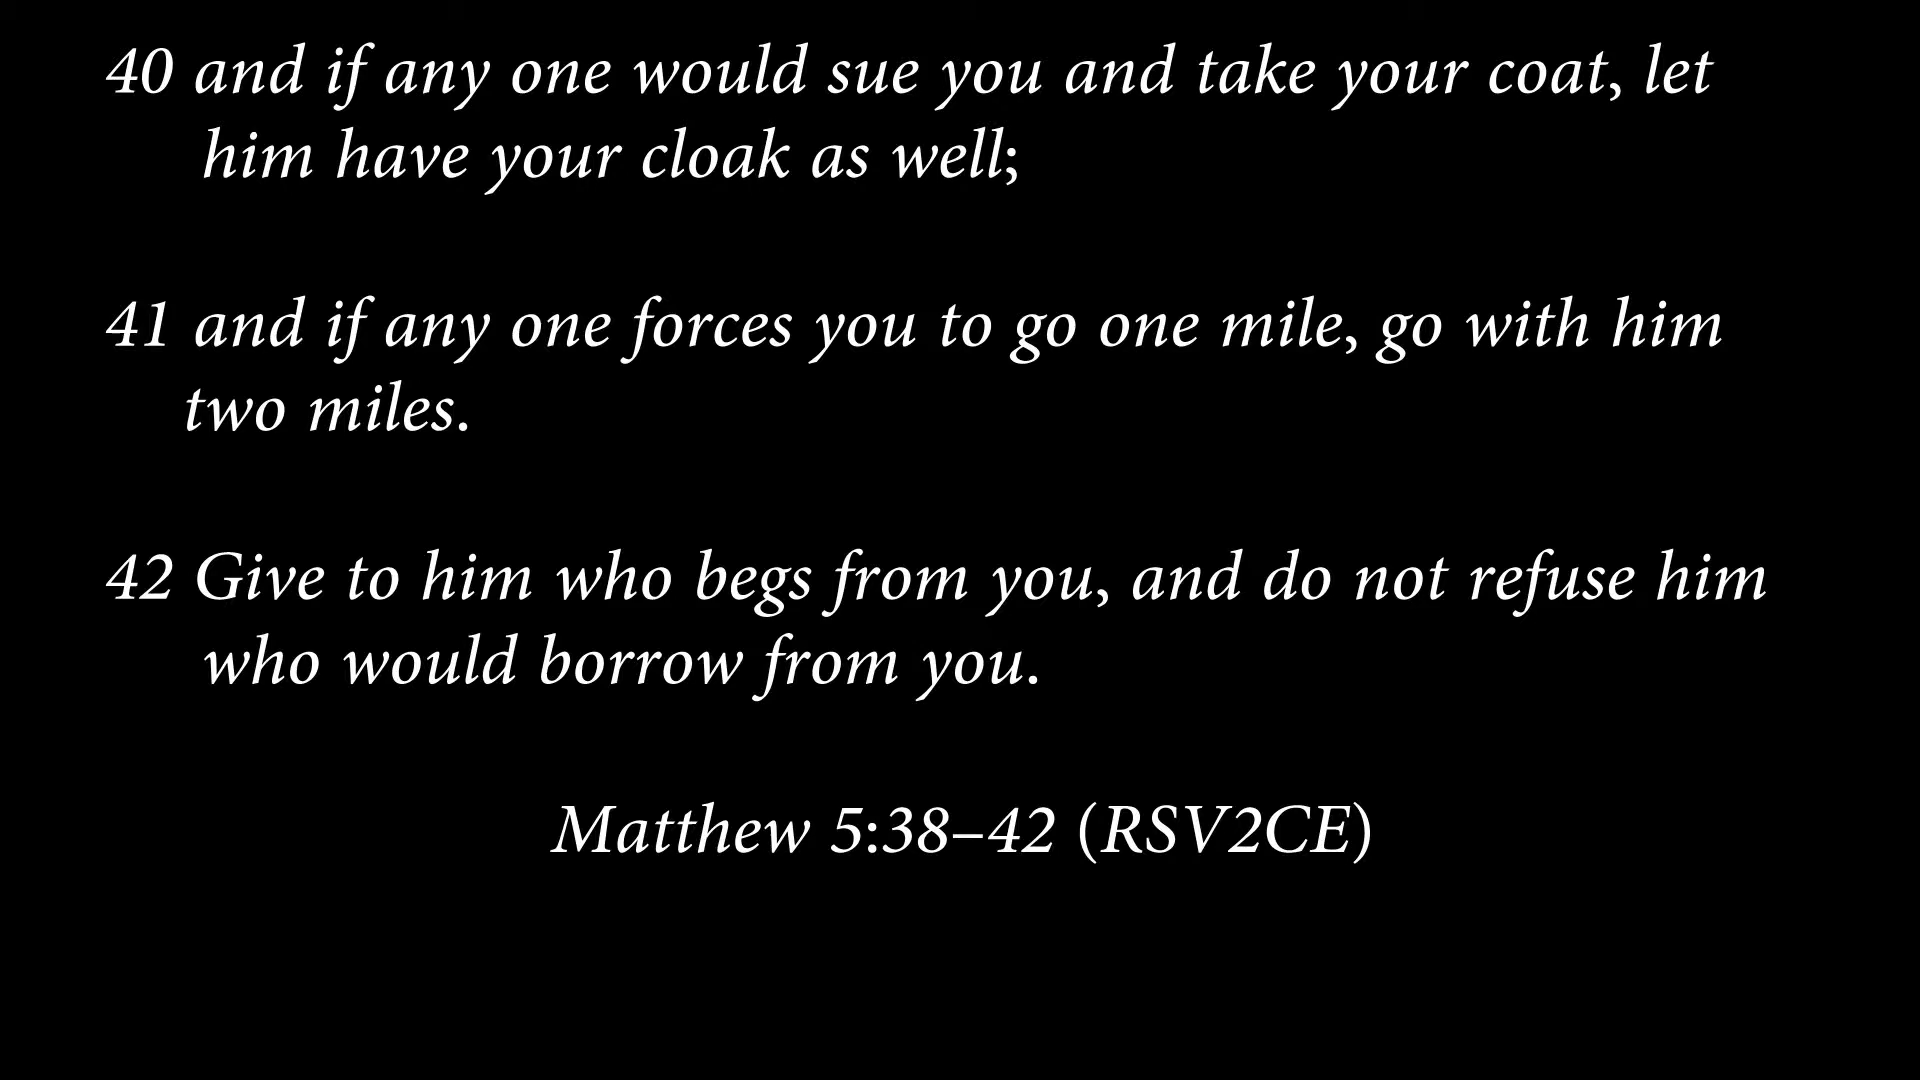 40 and if any one would sue you and take your coat, let
him have your cloak as well;
41 and if any one forces you to go one mile, go with him
two miles.
42 Give to him who begs from you, and do not refuse him
who would borrow from you.
Matthew 5:38–42 (RSV2CE)